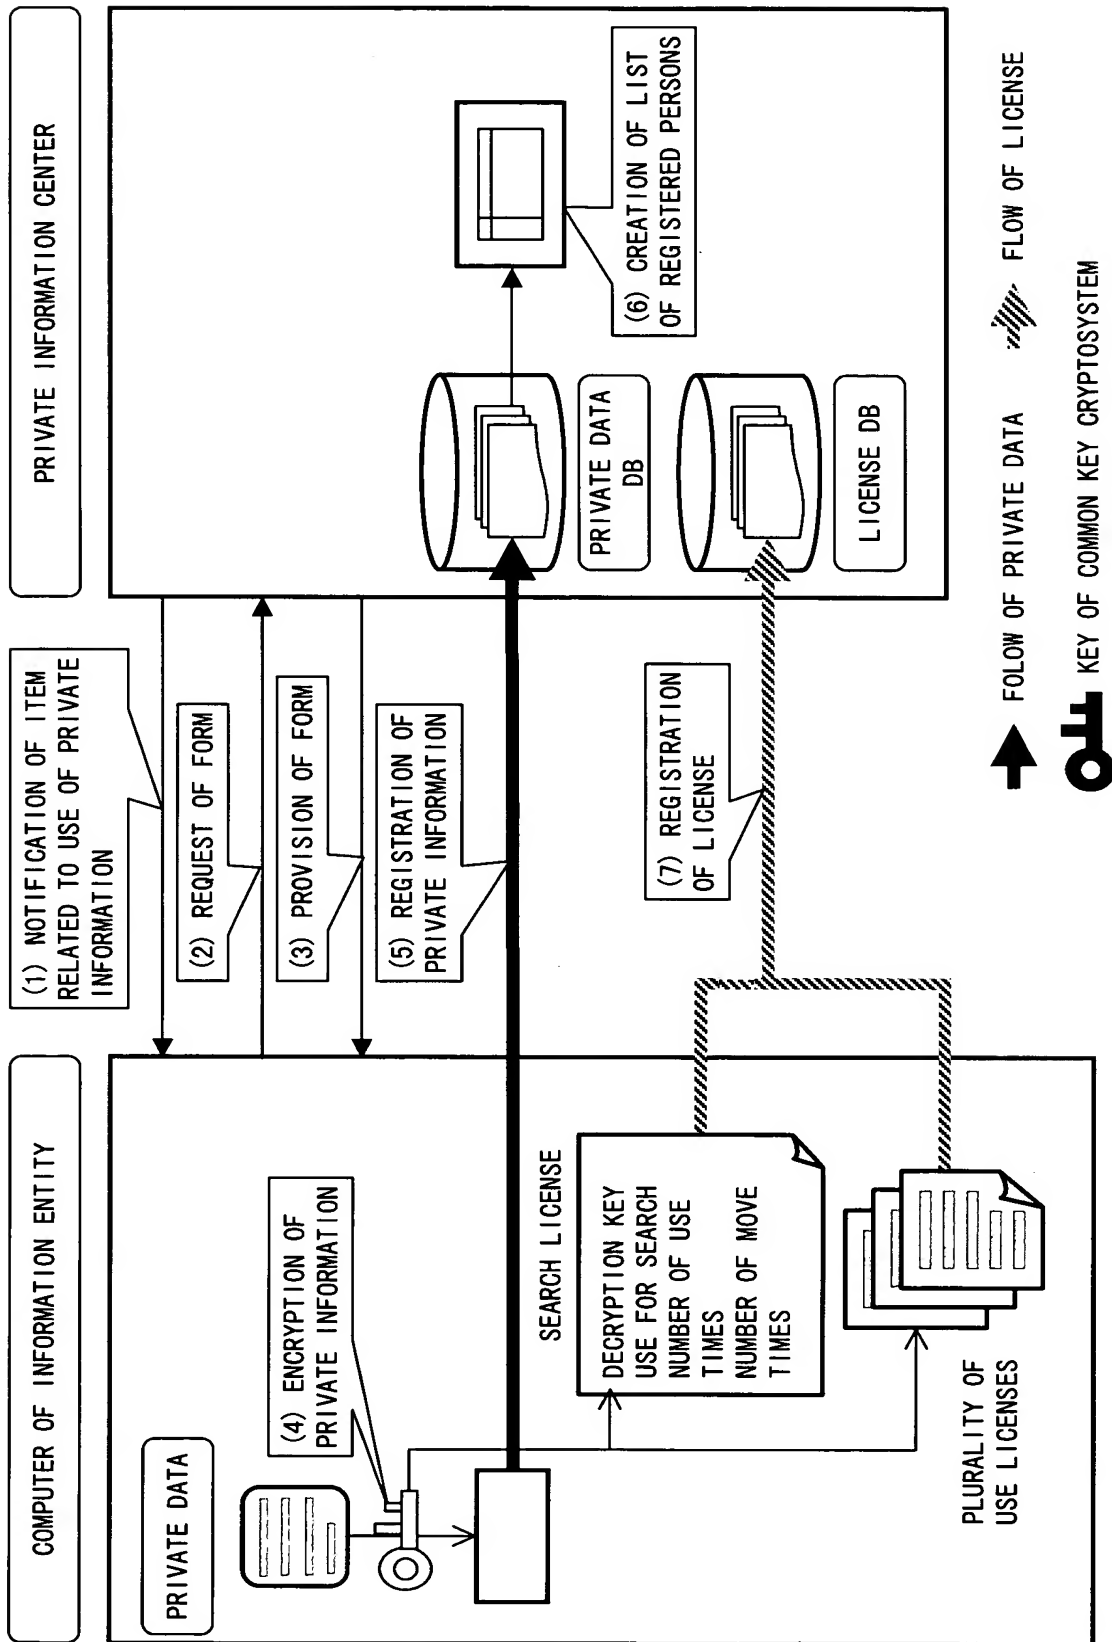 COMPUTER OF INFORMATION ENTITY
PRIVATE DATA
(4) ENCRYPTION OF
PRIVATE INFORMATION
SEARCH LICENSE
DECRYPTION KEY
USE FOR SEARCH
NUMBER OF USE
TIMES
NUMBER OF MOVE
TIMES
PLURALITY OF
USE LICENSES
(1) NOTIFICATION OF ITEM
RELATED TO USE OF PRIVATE
INFORMATION
(2) REQUEST OF FORM
(3) PROVISION OF FORM
(5) REGISTRATION OF
PRIVATE INFORMATION
(7) REGISTRATION
OF LICENSE
PRIVATE INFORMATION CENTER
PRIVATE DATA
DB
(6) CREATION OF LIST
OF REGISTERED PERSONS
LICENSE DB
FOLOW OF PRIVATE DATA
FLOW OF LICENSE
KEY OF COMMON KEY CRYPTOSYSTEM